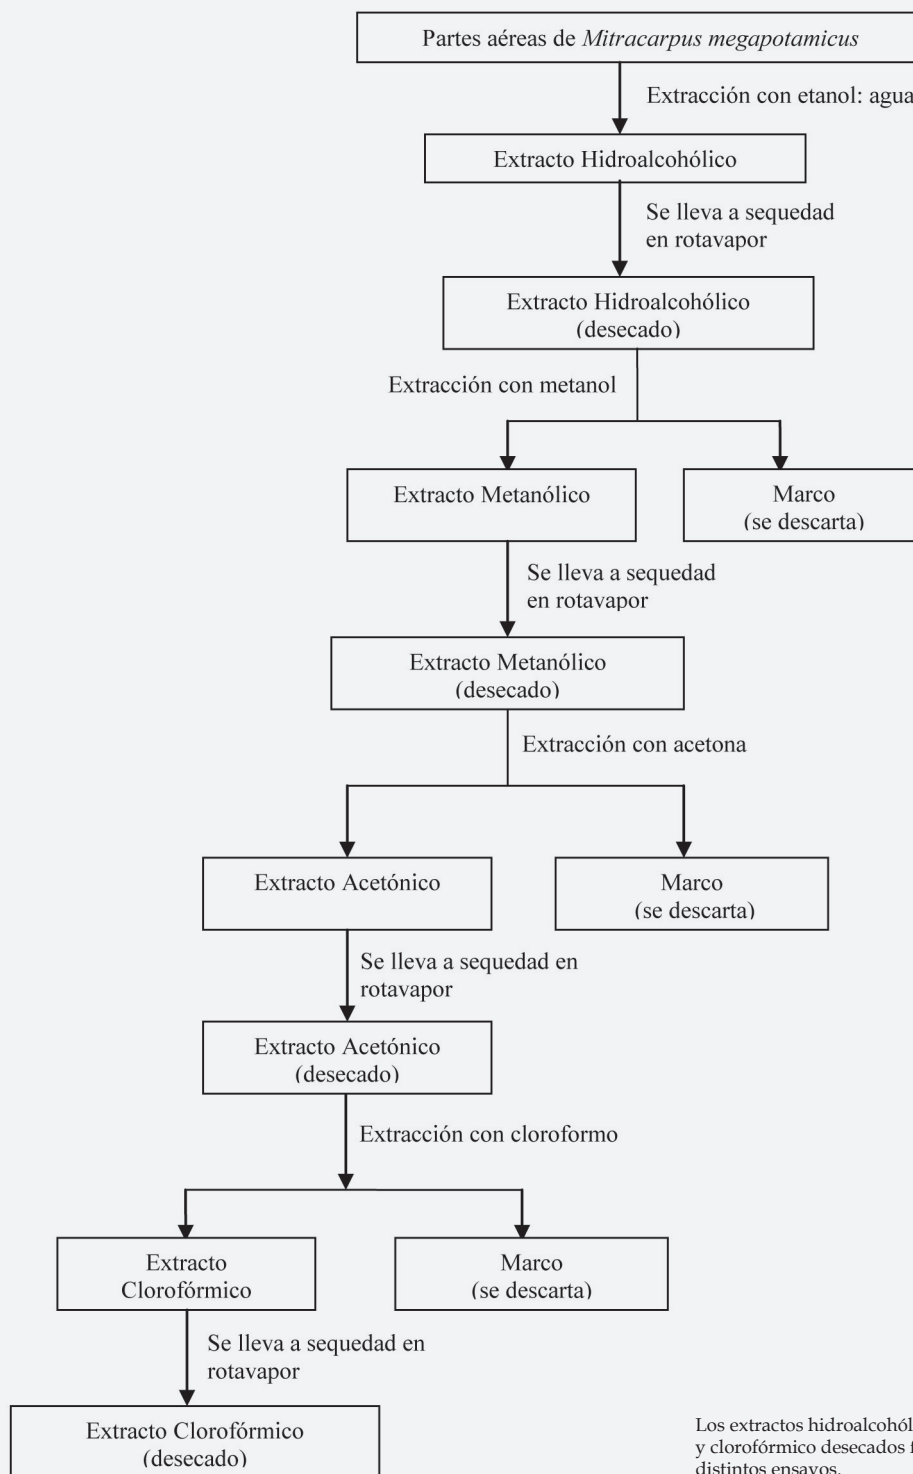 Partes aéreas de Mitracarpus megapotamicus
Extracción con etanol: agua
Extracto Hidroalcohólico
Se lleva a sequedad
en rotavapor
Extracto Hidroalcohólico
(desecado)
Extracción con metanol
Extracto Metanólico
Marco
(se descarta)
Se lleva a sequedad
en rotavapor
Extracto Metanólico
(desecado)
Extracción con acetona
Extracto Acetónico
Marco
(se descarta)
Se lleva a sequedad en
rotavapor
Extracto Acetónico
(desecado)
Extracción con cloroformo
Extracto
Clorofórmico
Marco
(se descarta)
Se lleva a sequedad en
rotavapor
Extracto Clorofórmico
(desecado)
Los extractos
y clorofórmico desecados
distintos ensayos.